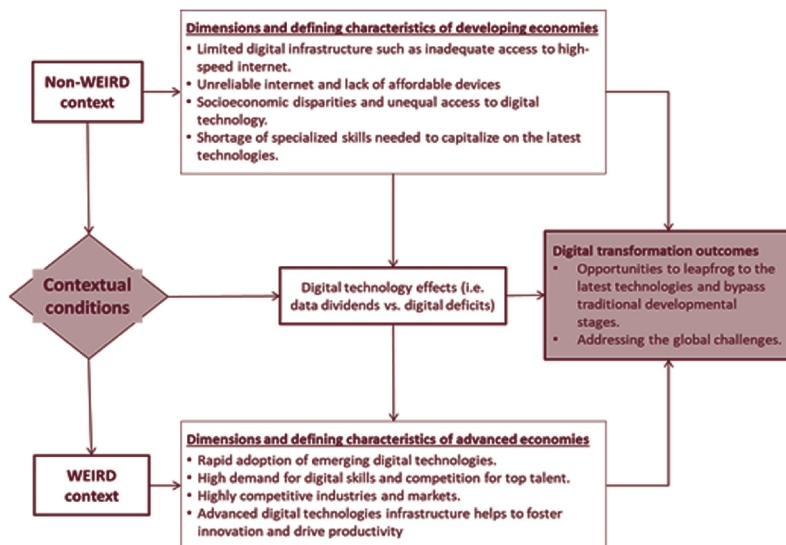 Dimensions and defining characteristics of developing economies
• Limited digital infrastructure such as inadequate access to high-
speed internet.
• Unreliable internet and lack of affordable devices
• Socioeconomic disparities and unequal access to digital
technology.
• Shortage of specialized skills needed to capitalize on the latest
technologies.
Non-WEIRD
context
Contextual
conditions
Digital technology effects (i.e.
data dividends vs. digital deficits)
Digital transformation outcomes
• Opportunities to leapfrog to the
latest technologies and bypass
traditional developmental
stages.
• Addressing the global challenges.
WEIRD
context
Dimensions and defining characteristics of advanced economies
• Rapid adoption of emerging digital technologies.
• High demand for digital skills and competition for top talent.
• Highly competitive industries and markets.
• Advanced digital technologies infrastructure helps to foster
innovation and drive productivity